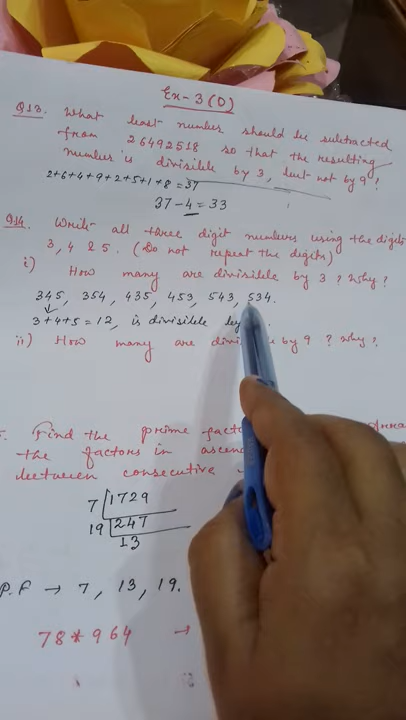 Ex-3(D)
Q13. What least number should be subtracted
from 26492518 so that the resulting
number is divisible by 3, but not by 9?
2+6+4+9+2+5+1+8=37
37-4=33
Q14. Write all three digit numbers using the digits
3, 4 & 5. (Do not repeat the digits)
i) How many are divisible by 3? Why?
345, 354, 435, 453, 543, 534.
3+4+5=12, is divisible by
ii) How many are divisible by 9? Why?
Find the prime
the factors in
between consecutive
7 1729
19 247
13
P.F → 7, 13, 19.
78*964 →